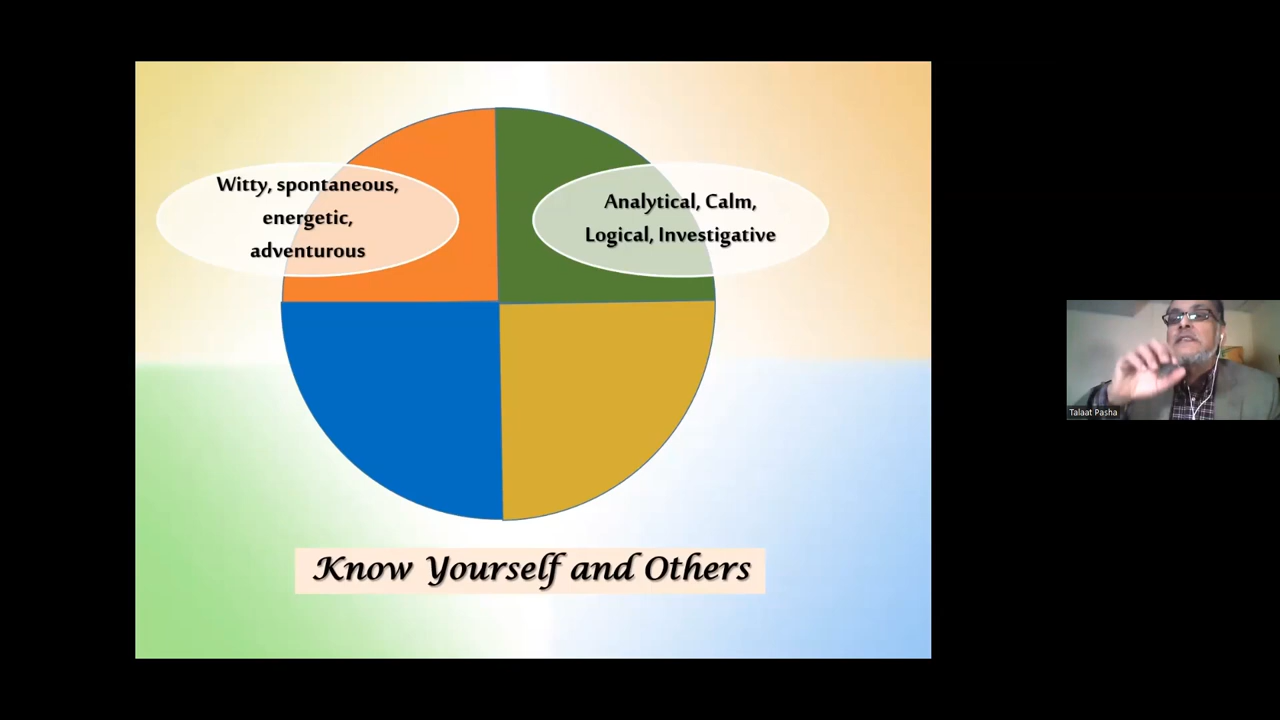 Witty, spontaneous,
energetic,
adventurous
Analytical, Calm,
Logical, Investigative
Know Yourself and Others
Talaat Pasha